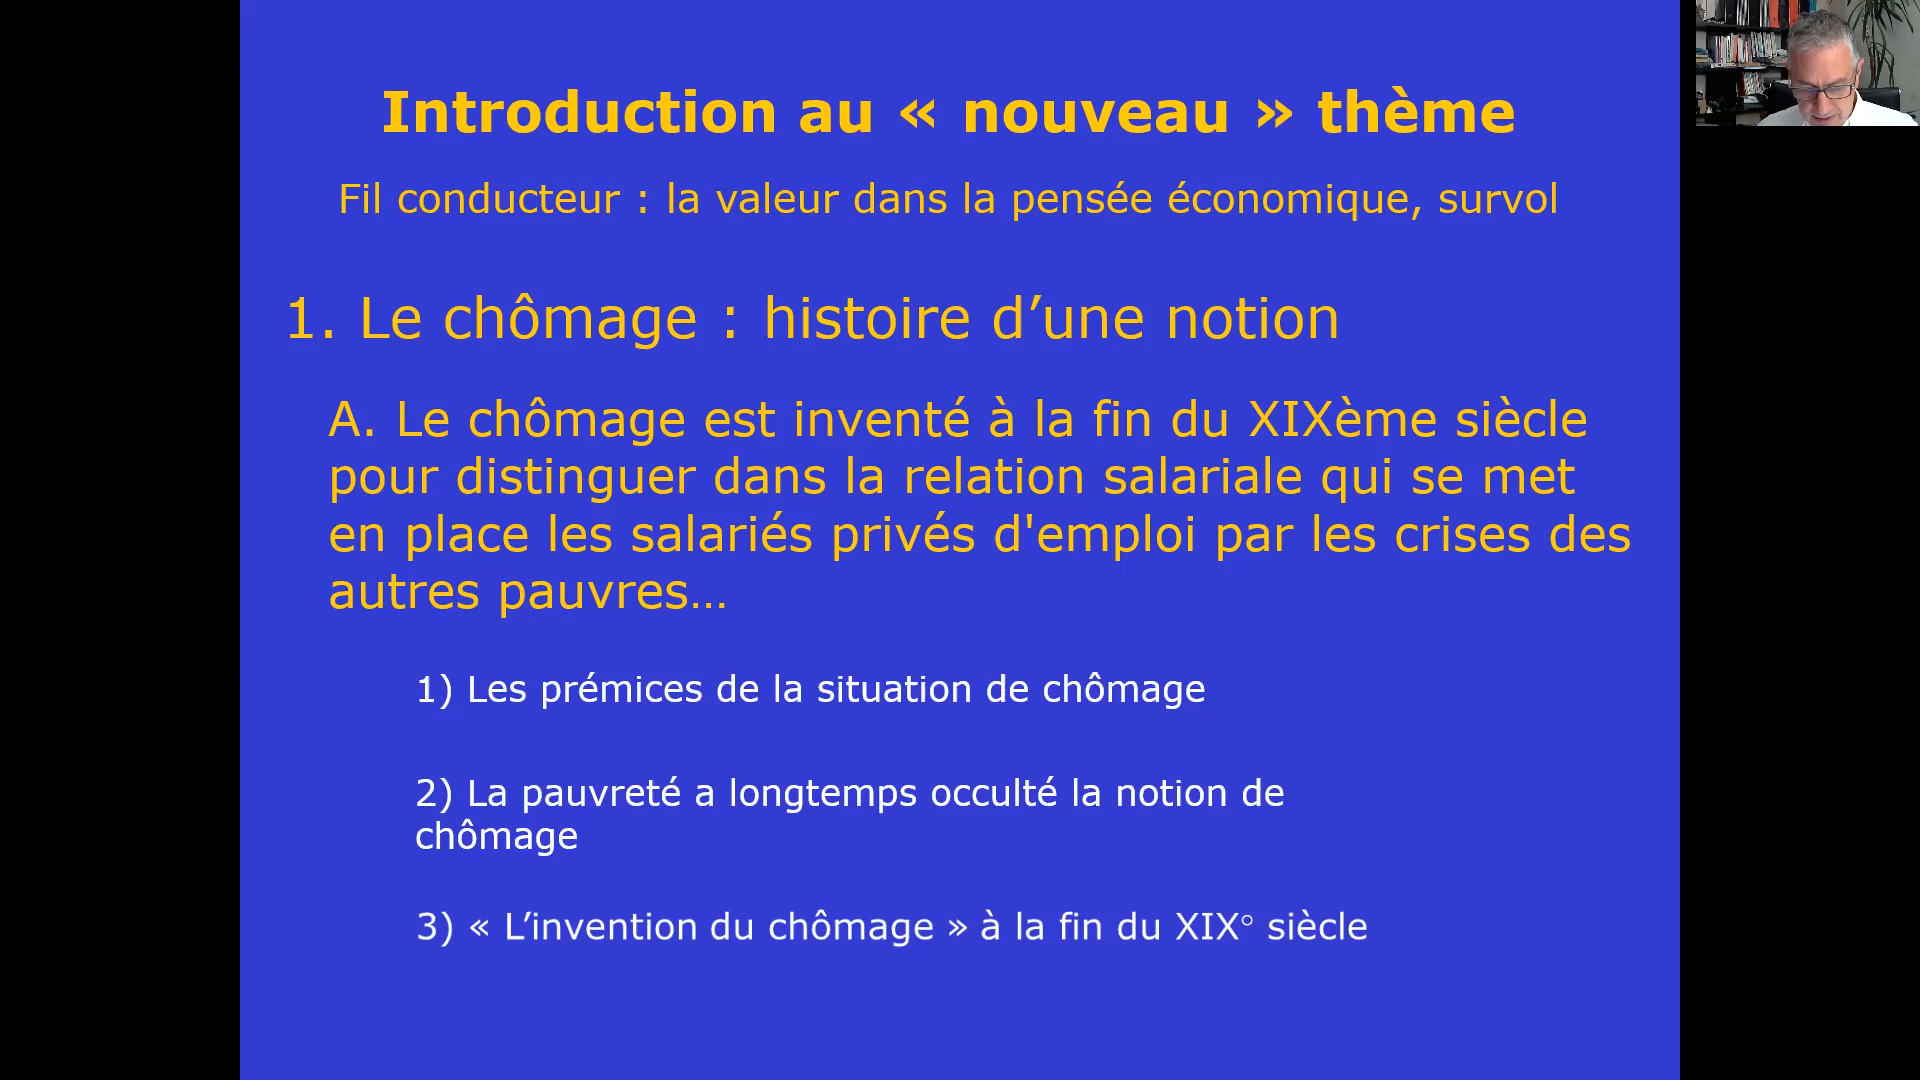 Introduction au « nouveau » thème
Fil conducteur : la valeur dans la pensée économique, survol
1. Le chômage : histoire d’une notion
A. Le chômage est inventé à la fin du XIXème siècle
pour distinguer dans la relation salariale qui se met
en place les salariés privés d'emploi par les crises des
autres pauvres…
1) Les prémices de la situation de chômage
2) La pauvreté a longtemps occulté la notion de
chômage
3) « L’invention du chômage » à la fin du XIX° siècle